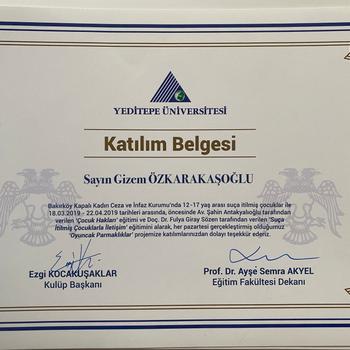 YEDİTEPE ÜNİVERSİTESİ
Katılım Belgesi
Sayın Gizem ÖZKARAKAŞOĞLU
Bakırköy Kapalı Kadın Ceza ve İnfaz Kurumu'nda 12-17 yaş arası suça itilmiş çocuklar ile
18.03.2019 - 22.04.2019 tarihleri arasında, öncesinde Av. Şahin Antakyalıoğlu tarafından
verilen 'Çocuk Hakları' eğitimi ve Doç. Dr. Fulya Giray Sözen tarafından verilen 'Suça
İtilmiş Çocuklarla İletişim' eğitimini alarak, her pazartesi gerçekleştirmiş olduğumuz
'Oyuncak Parmaklıklar' projemize katılımlarınızdan dolayı teşekkür ederiz.
Ezgi KOCAKUŞAKLAR
Kulüp Başkanı
Prof. Dr. Ayşe Semra AKYEL
Eğitim Fakültesi Dekanı